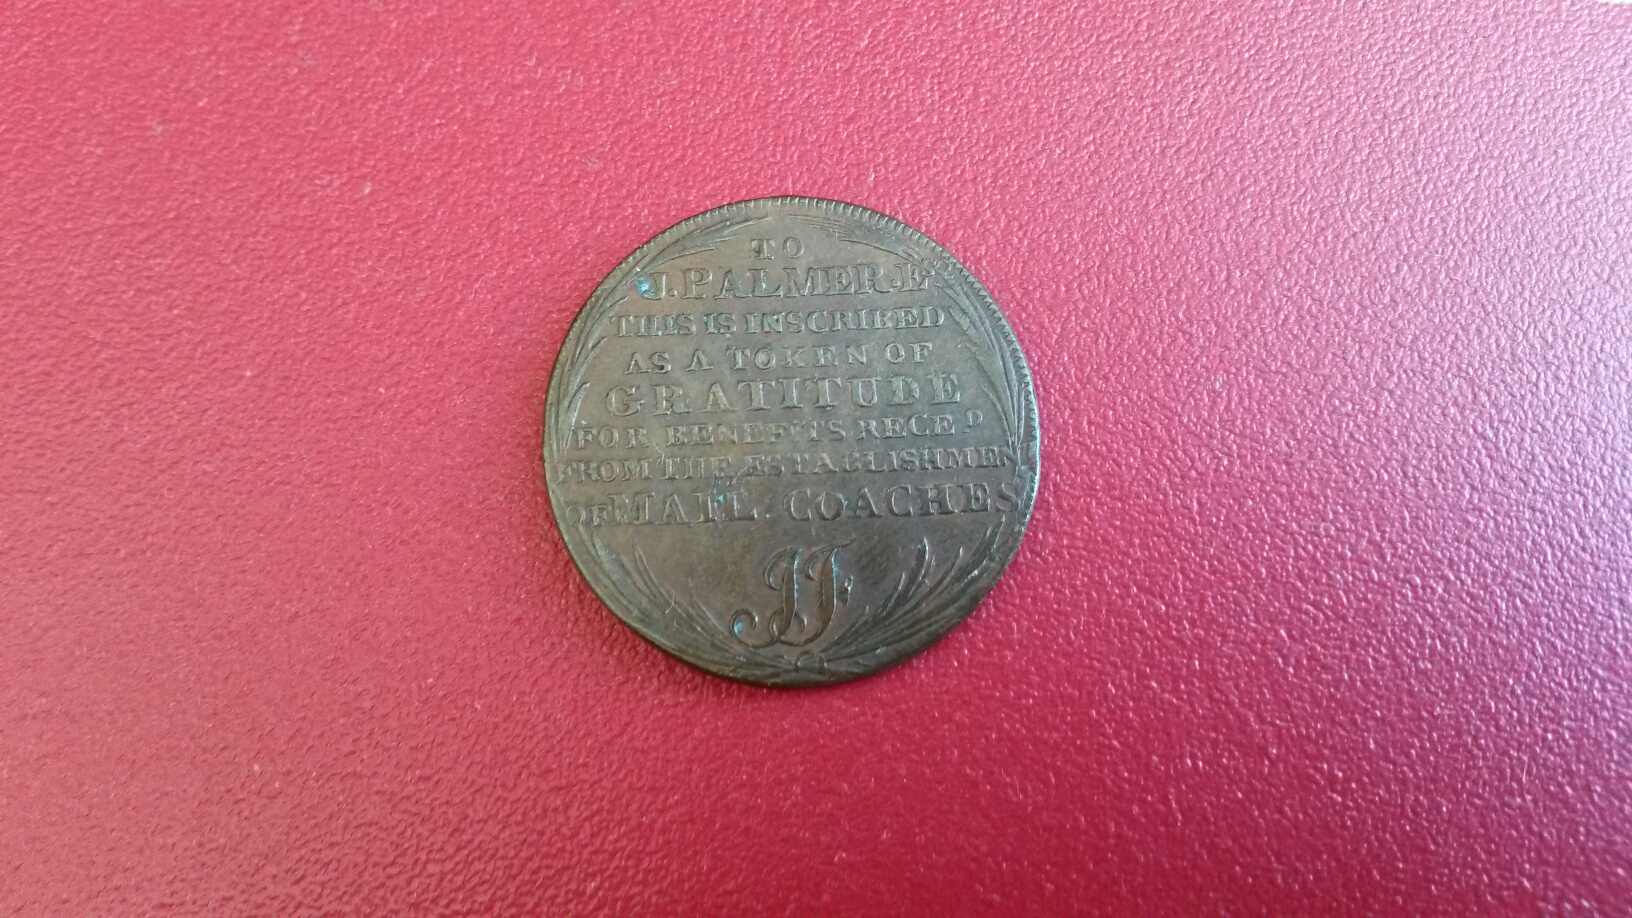 TO
J. PALMER. ESQ
THIS IS INSCRIBED
AS A TOKEN OF
GRATITUDE
FOR BENEFITS RECED
FROM THE ESTABLISHMEN
OF MAIL COACHES
JF